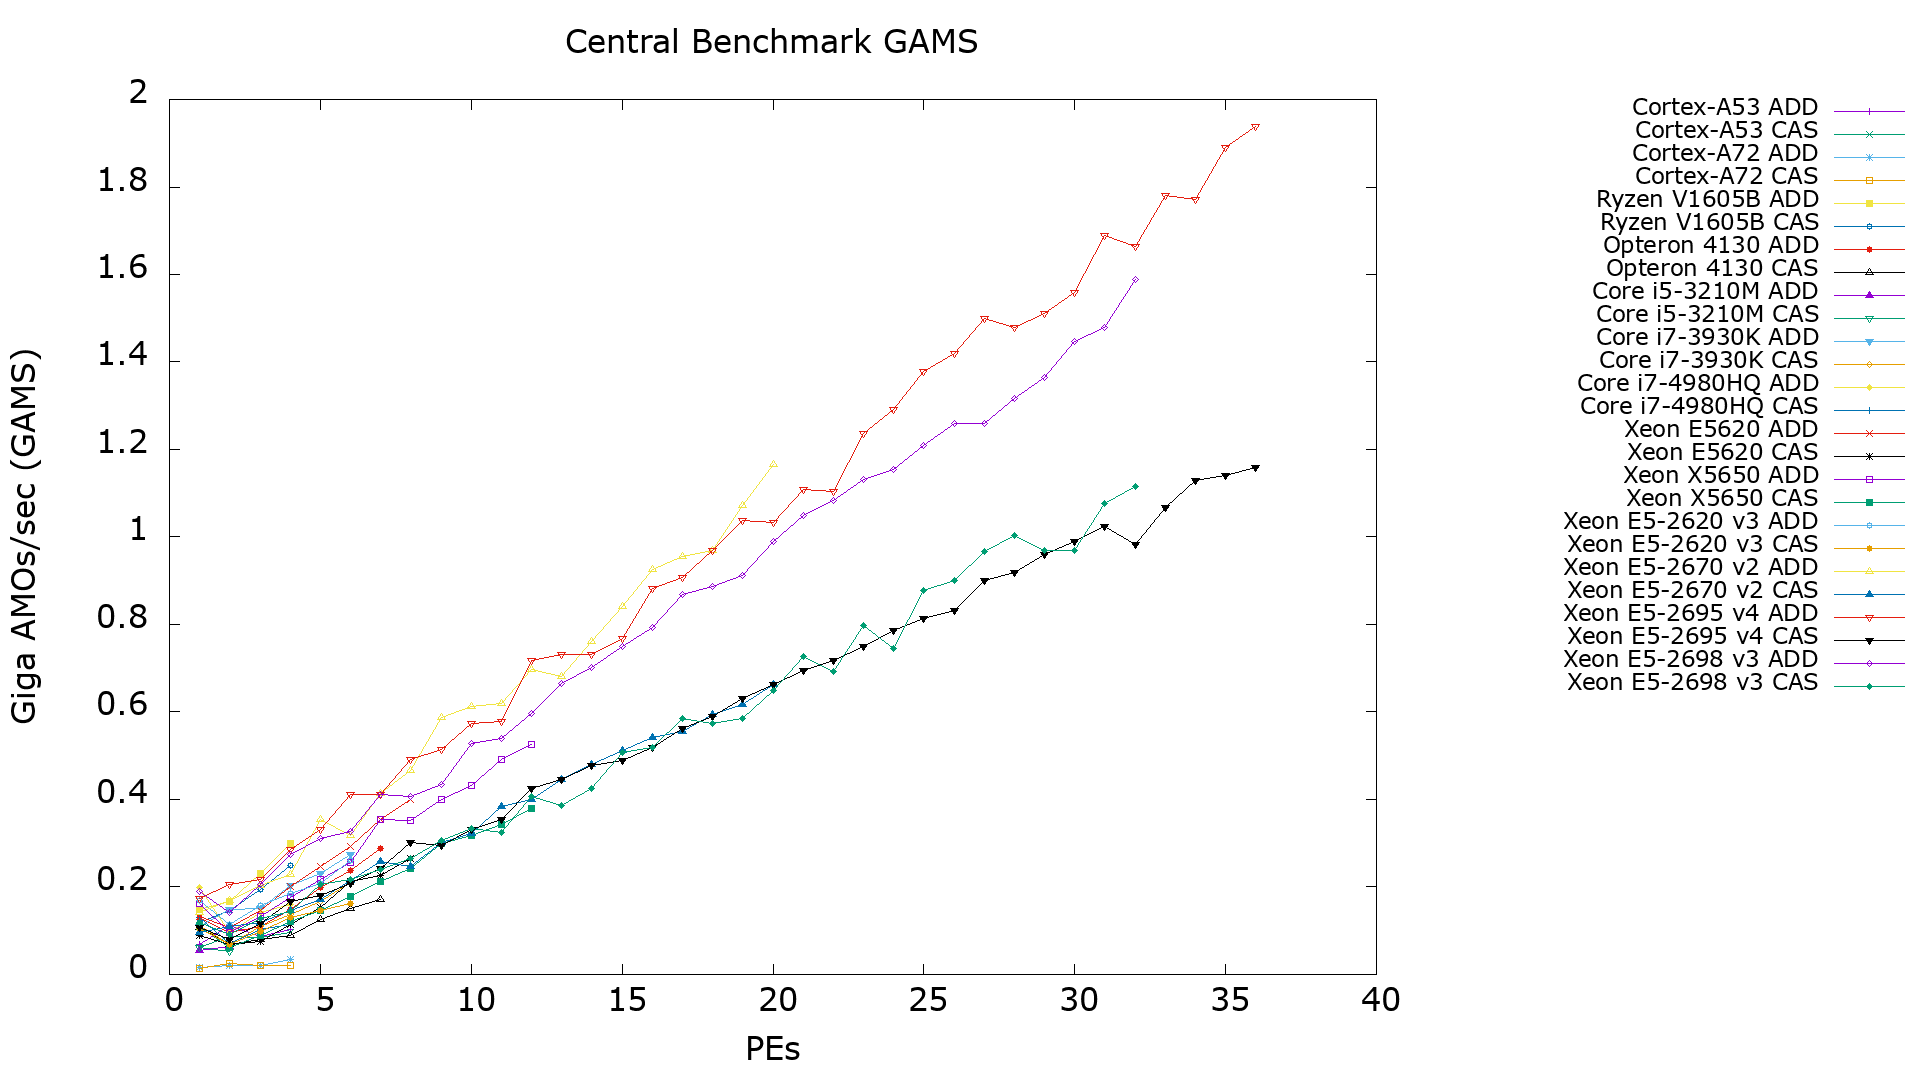 Central Benchmark GAMS
Giga AMOs/sec (GAMS)
2
1.8
1.6
1.4
1.2
1
0.8
0.6
0.4
0.2
0
0 5 10 15 20 25 30 35 40
PEs
Cortex-A53 ADD
Cortex-A53 CAS
Cortex-A72 ADD
Cortex-A72 CAS
Ryzen V1605B ADD
Ryzen V1605B CAS
Opteron 4130 ADD
Opteron 4130 CAS
Core i5-3210M ADD
Core i5-3210M CAS
Core i7-3930K ADD
Core i7-3930K CAS
Core i7-4980HQ ADD
Core i7-4980HQ CAS
Xeon E5620 ADD
Xeon E5620 CAS
Xeon X5650 ADD
Xeon X5650 CAS
Xeon E5-2620 v3 ADD
Xeon E5-2620 v3 CAS
Xeon E5-2670 v2 ADD
Xeon E5-2670 v2 CAS
Xeon E5-2695 v4 ADD
Xeon E5-2695 v4 CAS
Xeon E5-2698 v3 ADD
Xeon E5-2698 v3 CAS